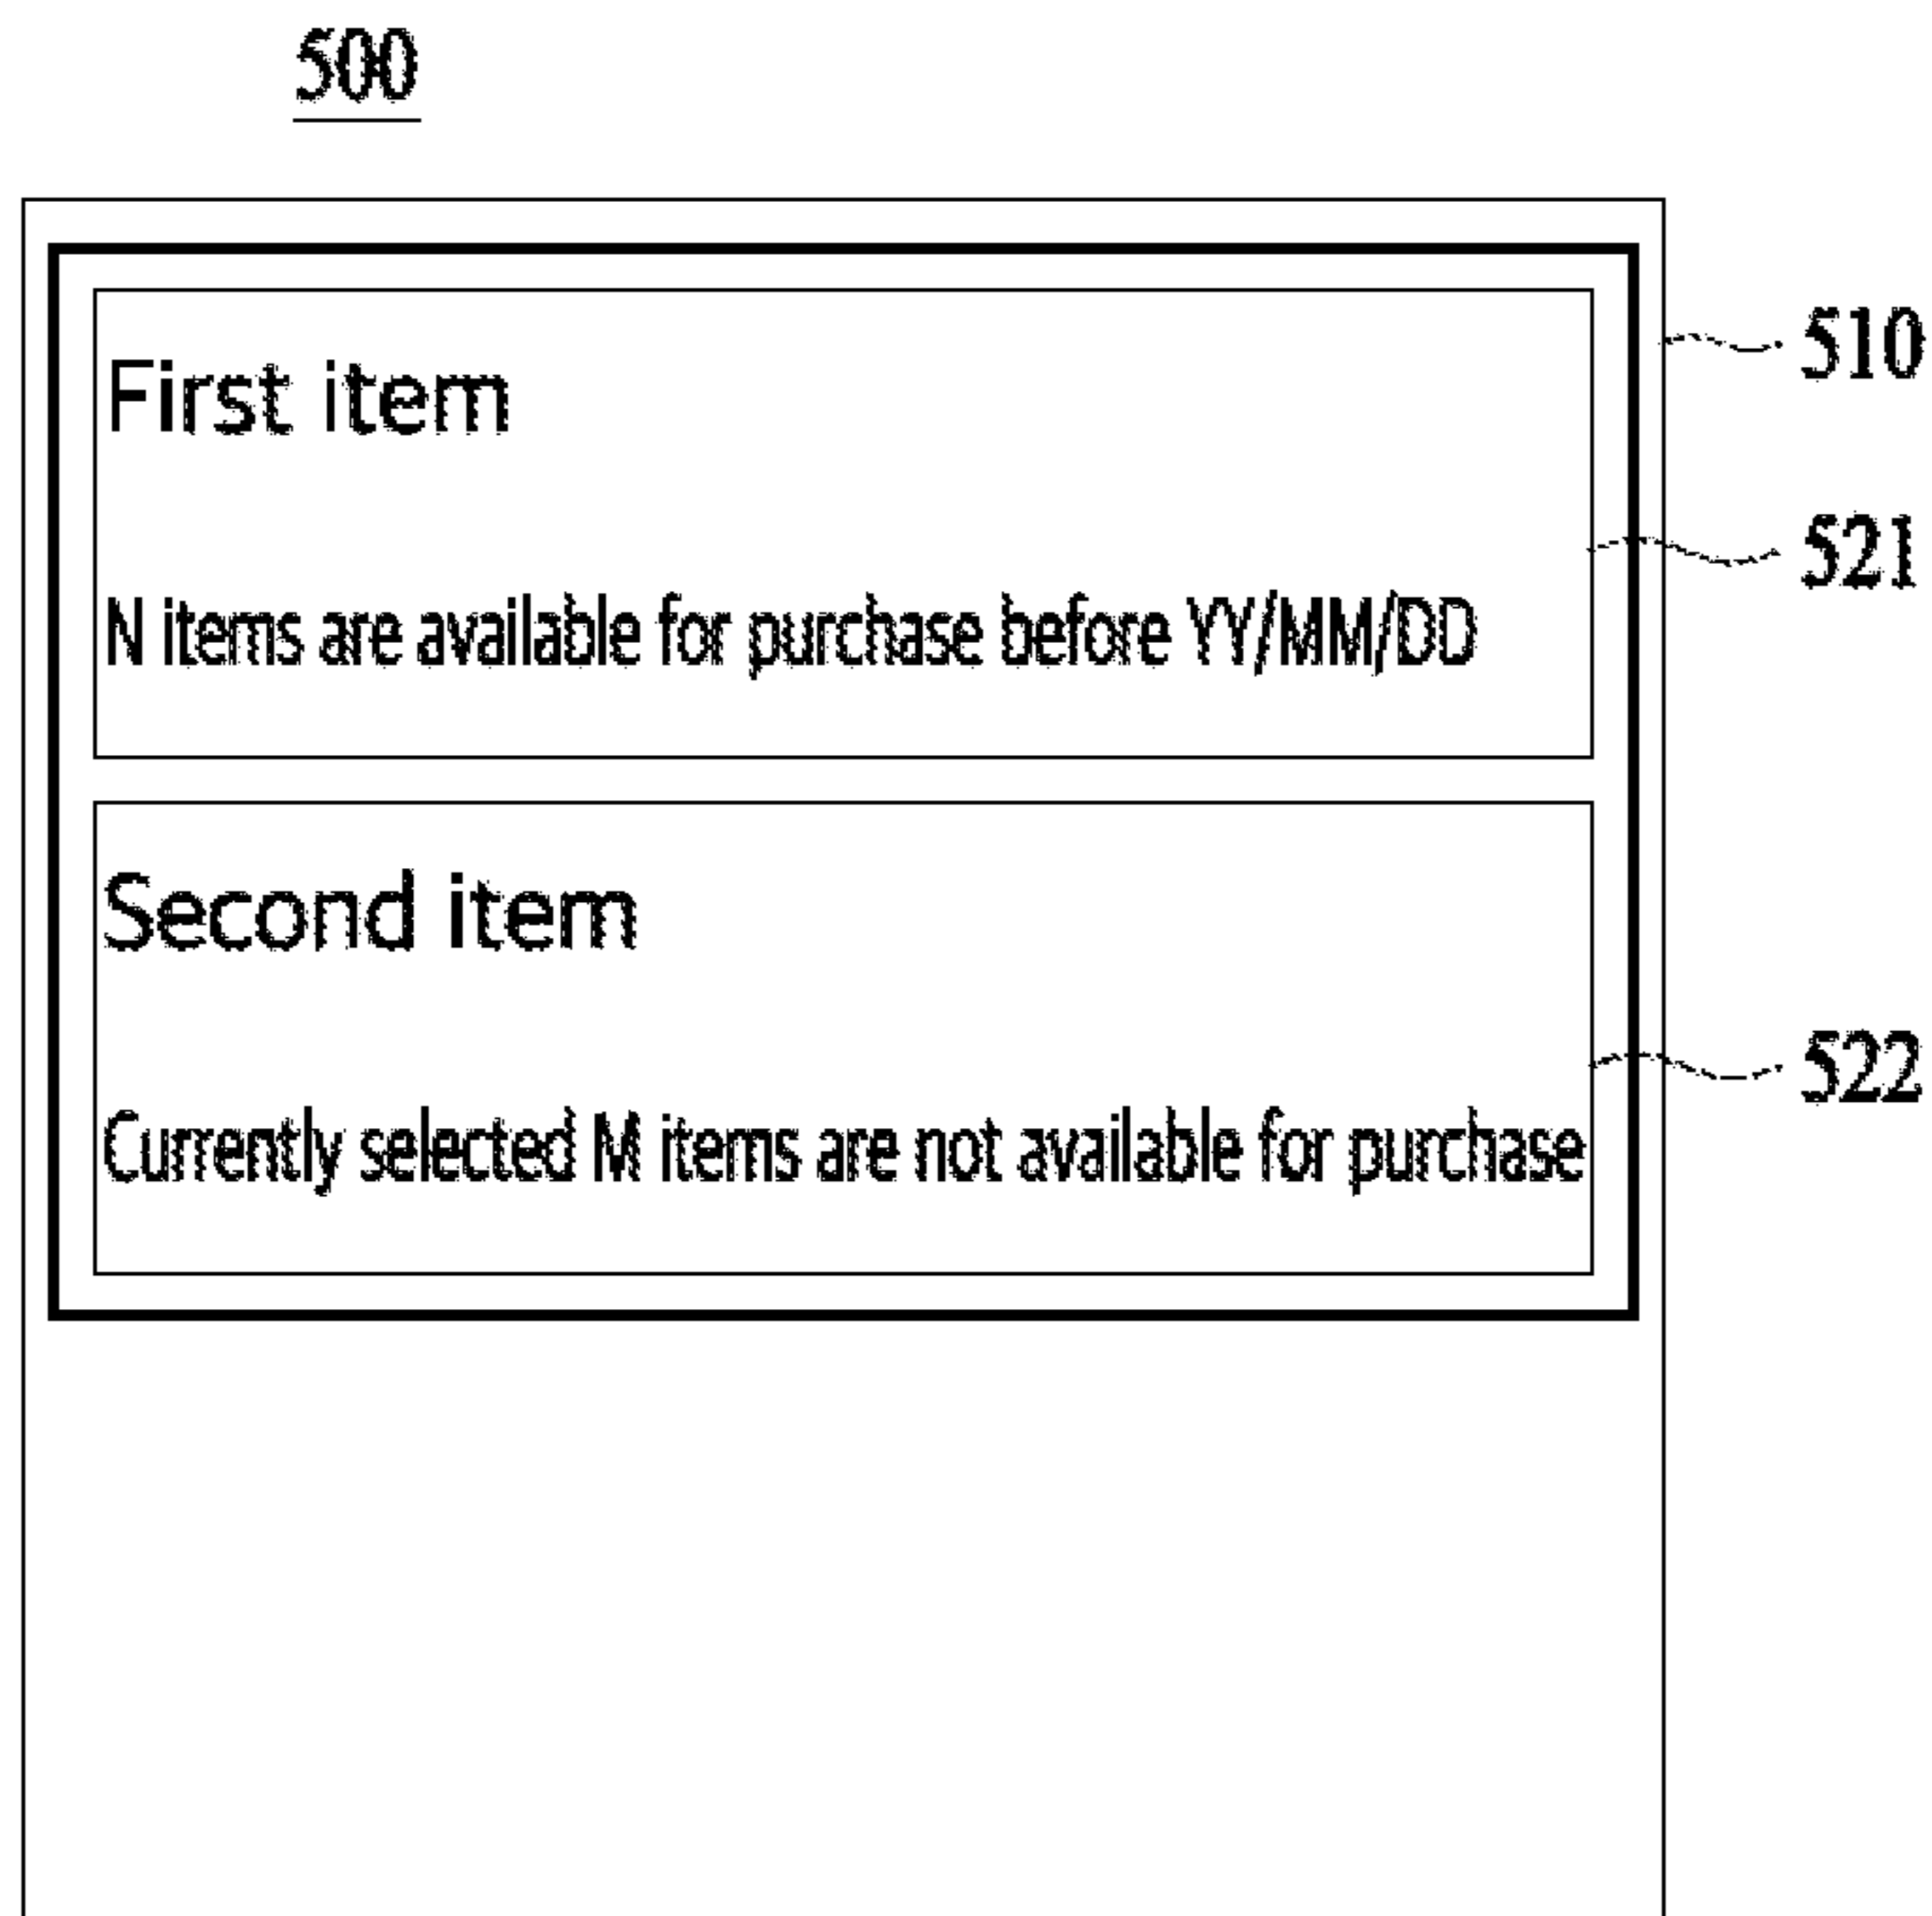 500
510
First item
521
N items are available for purchase before YY/MM/DD
Second item
522
Currently selected M items are not available for purchase